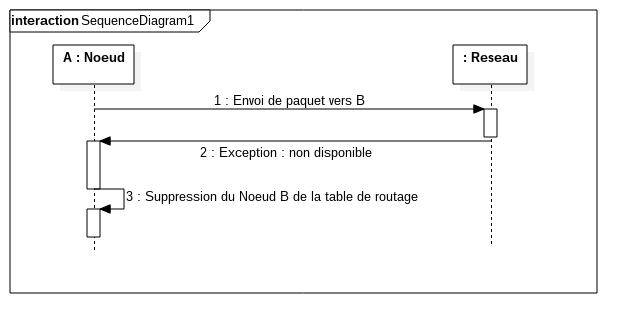 interaction SequenceDiagram1
A : Noeud
: Reseau
1 : Envoi de paquet vers B
2 : Exception : non disponible
3 : Suppression du Noeud B de la table de routage